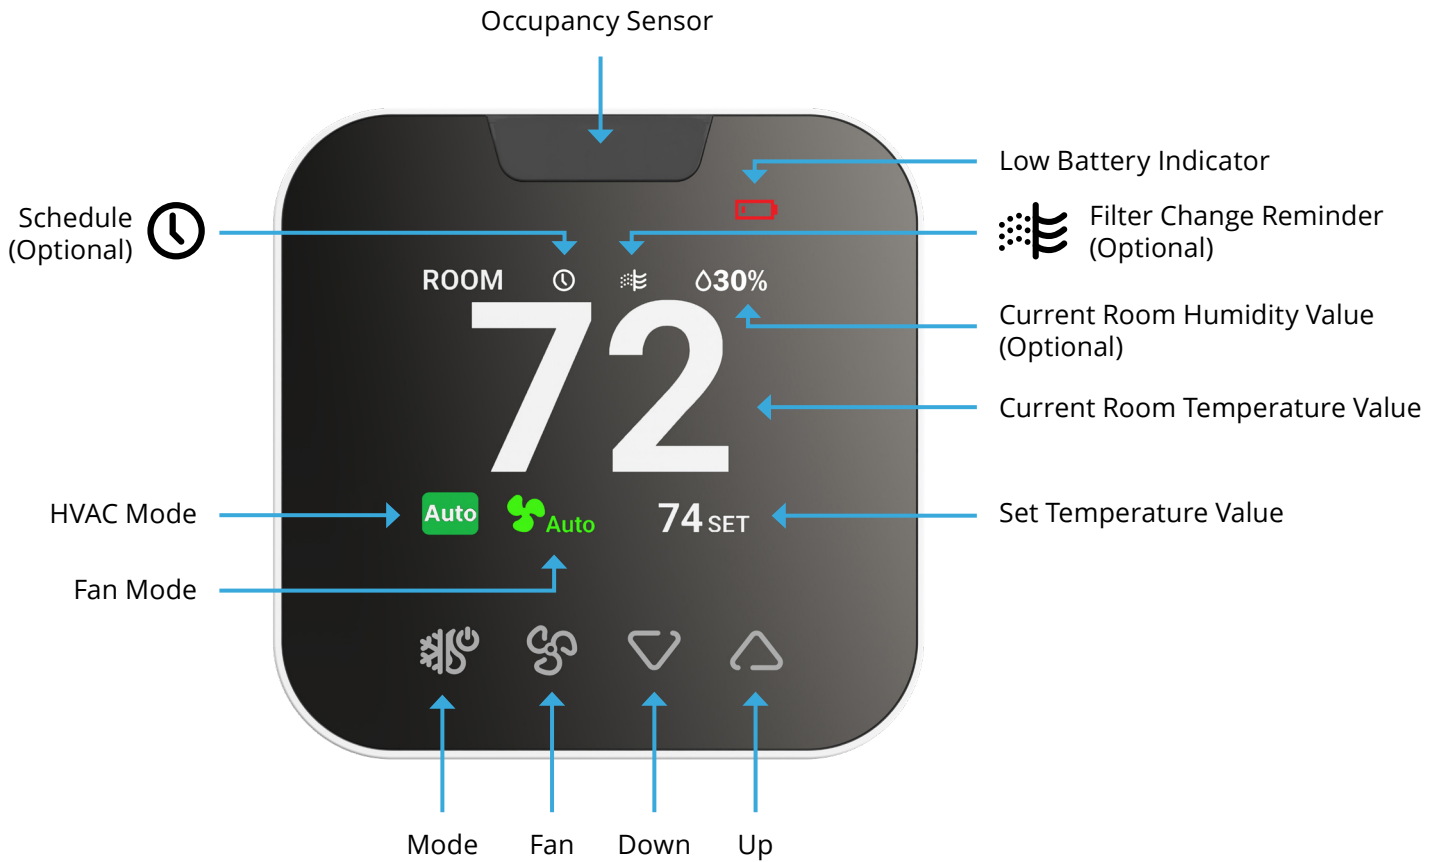 Occupancy Sensor
Low Battery Indicator
Schedule
(Optional)
Filter Change Reminder
(Optional)
ROOM 30%
Current Room Humidity Value
(Optional)
72
Current Room Temperature Value
HVAC Mode
Auto Auto 74 SET
Set Temperature Value
Fan Mode
Mode Fan Down Up